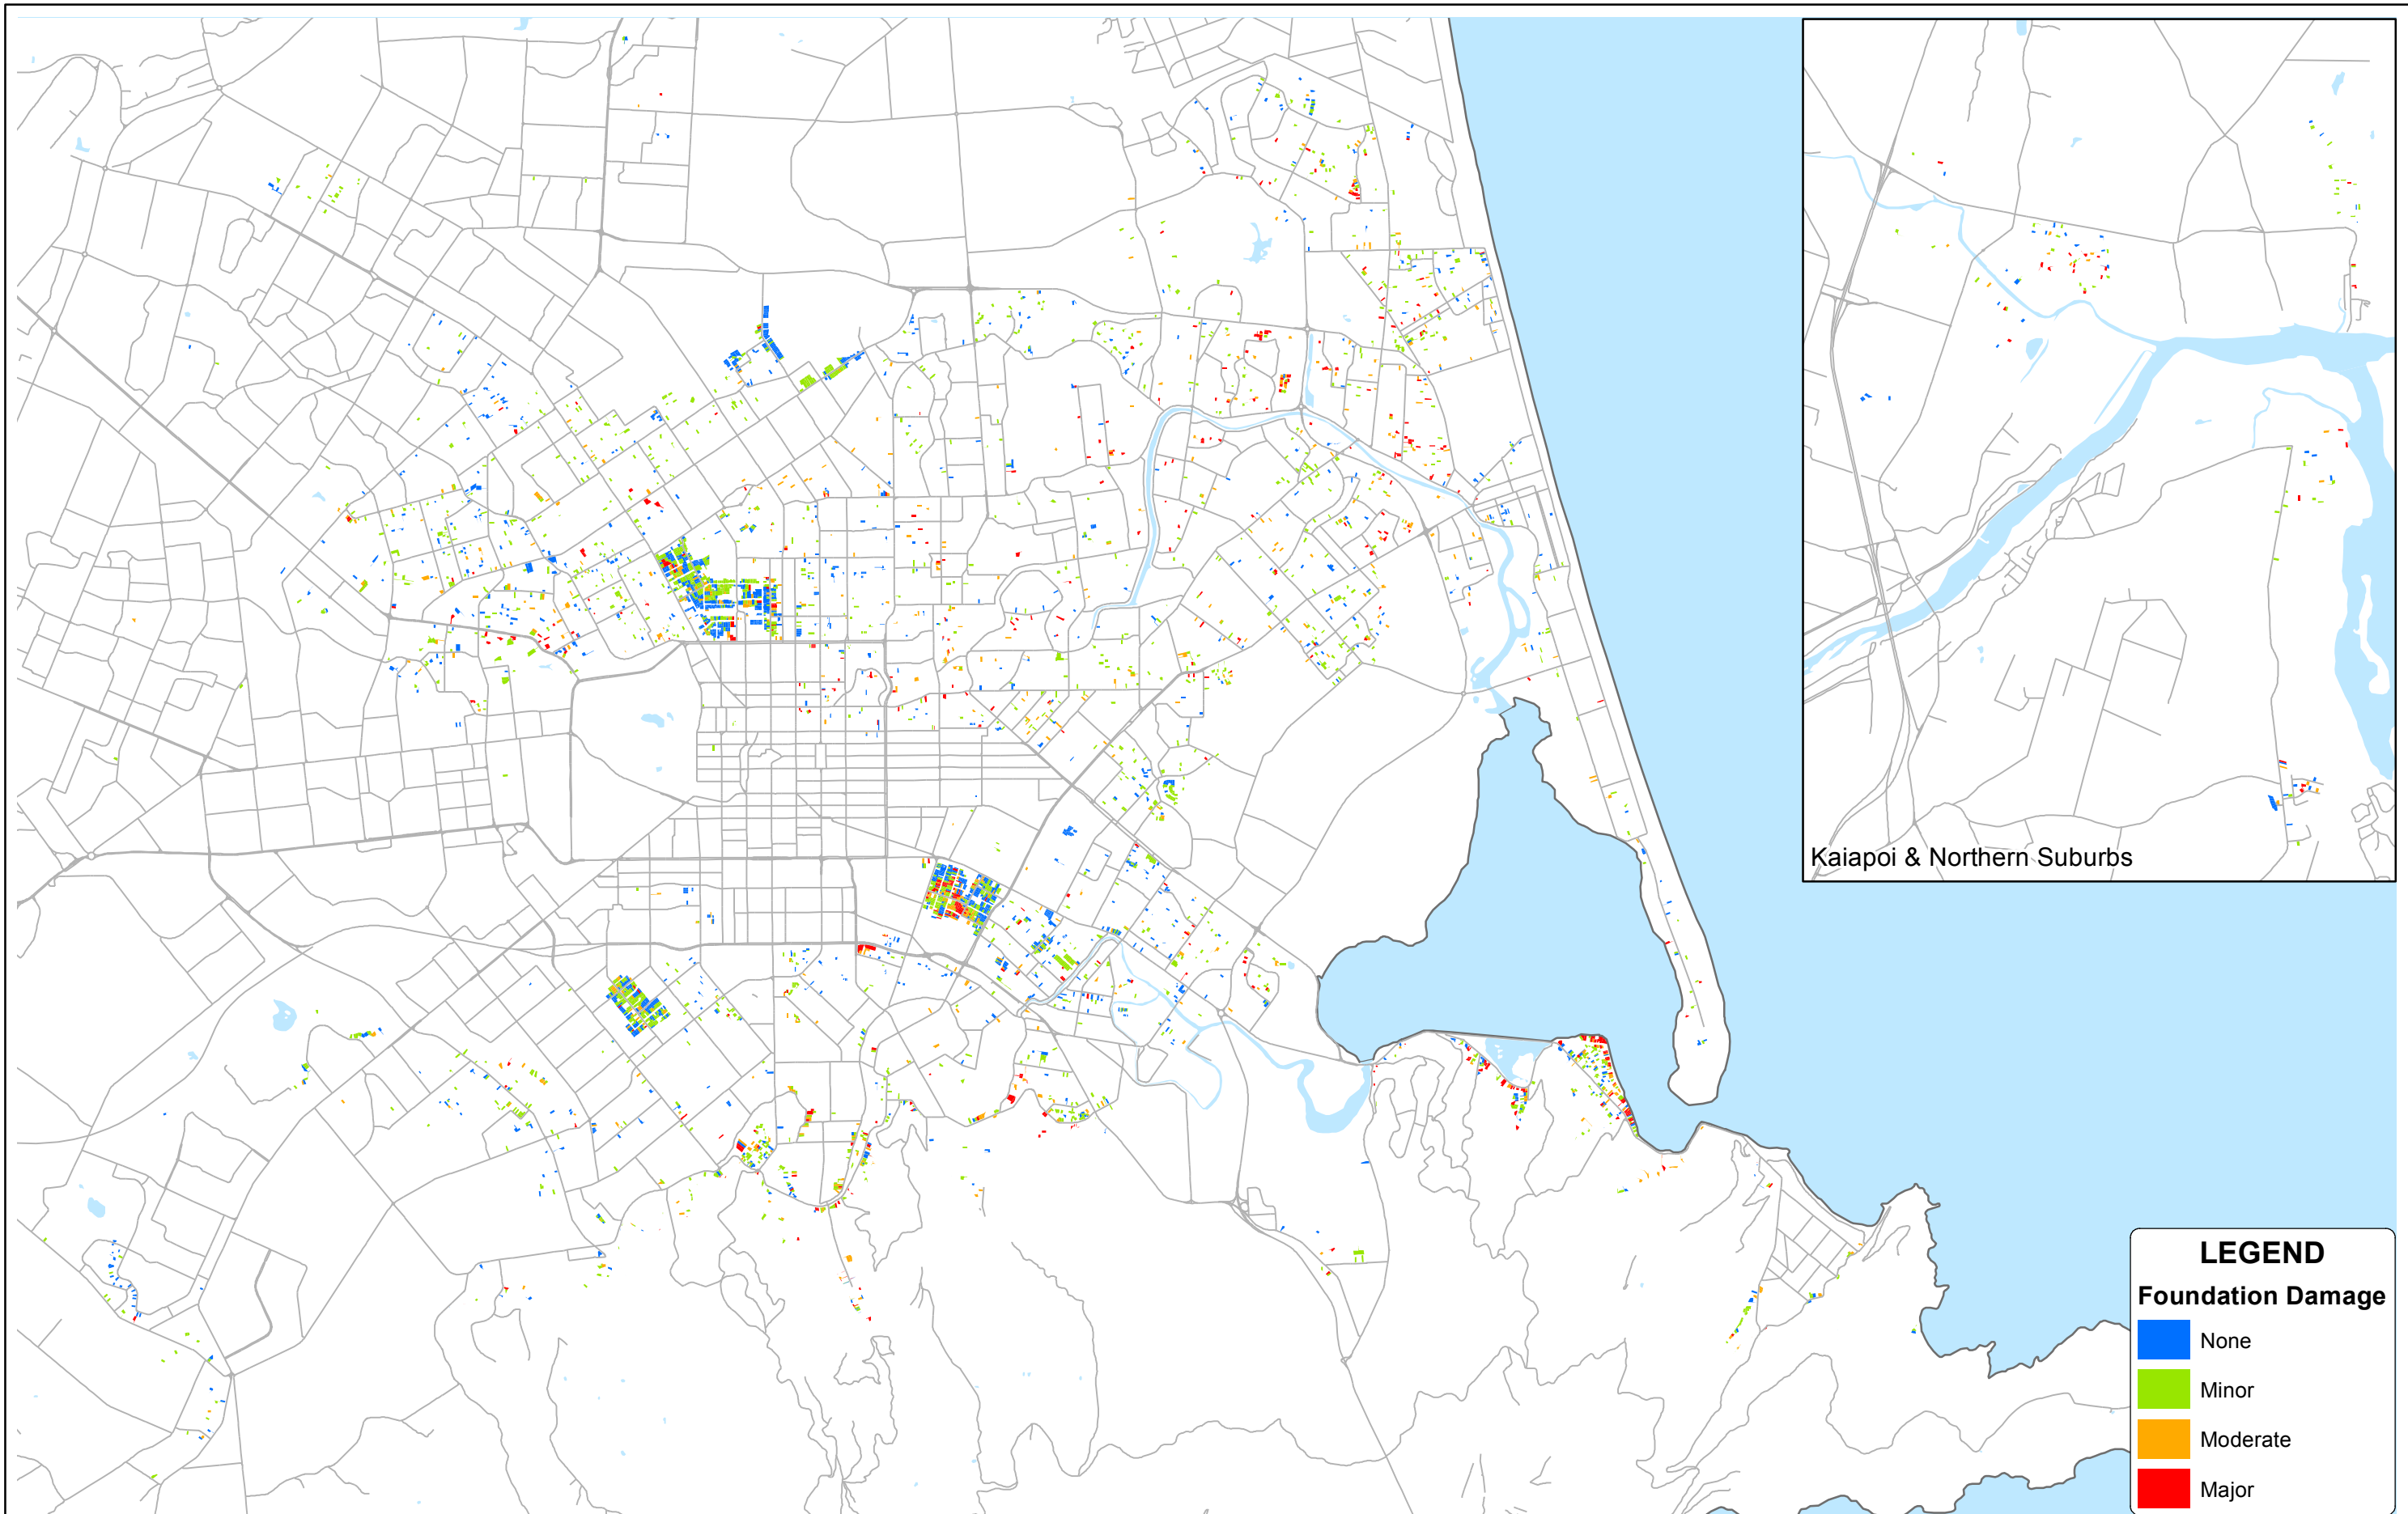 Kaiapoi & Northern Suburbs
LEGEND
Foundation Damage
None
Minor
Moderate
Major